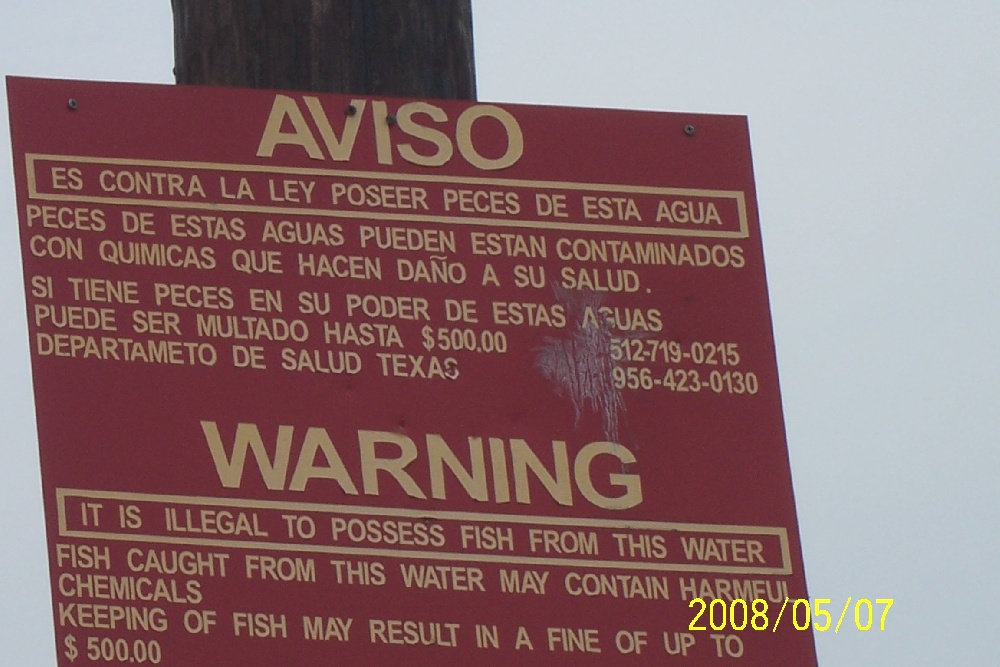 AVISO
ES CONTRA LA LEY POSEER PECES DE ESTA AGUA
PECES DE ESTAS AGUAS PUEDEN ESTAN CONTAMINADOS
CON QUIMICAS QUE HACEN DAÑO A SU SALUD.
SI TIENE PECES EN SU PODER DE ESTAS AGUAS
PUEDE SER MULTADO HASTA $500.00
512-719-0215
DEPARTAMETO DE SALUD TEXAS
956-423-0130
WARNING
IT IS ILLEGAL TO POSSESS FISH FROM THIS WATER
FISH CAUGHT FROM THIS WATER MAY CONTAIN HARMFUL
CHEMICALS
KEEPING OF FISH MAY RESULT IN A FINE OF UP TO
$ 500.00
2008/05/07